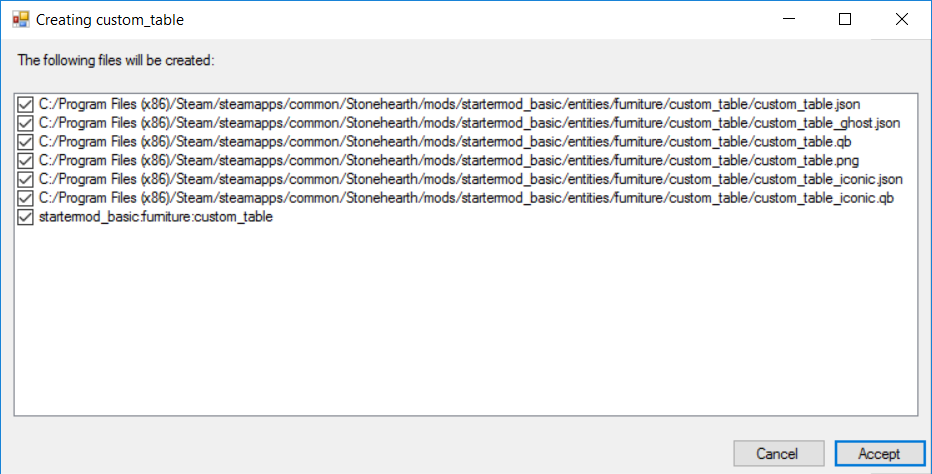 Creating custom_table
The following files will be created:
C:/Program Files (x86)/Steam/steamapps/common/Stonehearth/mods/startermod_basic/entities/furniture/custom_table/custom_table.json
C:/Program Files (x86)/Steam/steamapps/common/Stonehearth/mods/startermod_basic/entities/furniture/custom_table/custom_table_ghost.json
C:/Program Files (x86)/Steam/steamapps/common/Stonehearth/mods/startermod_basic/entities/furniture/custom_table/custom_table.qb
C:/Program Files (x86)/Steam/steamapps/common/Stonehearth/mods/startermod_basic/entities/furniture/custom_table/custom_table.png
C:/Program Files (x86)/Steam/steamapps/common/Stonehearth/mods/startermod_basic/entities/furniture/custom_table/custom_table_iconic.json
C:/Program Files (x86)/Steam/steamapps/common/Stonehearth/mods/startermod_basic/entities/furniture/custom_table/custom_table_iconic.qb
startermod_basic:furniture:custom_table
Cancel Accept